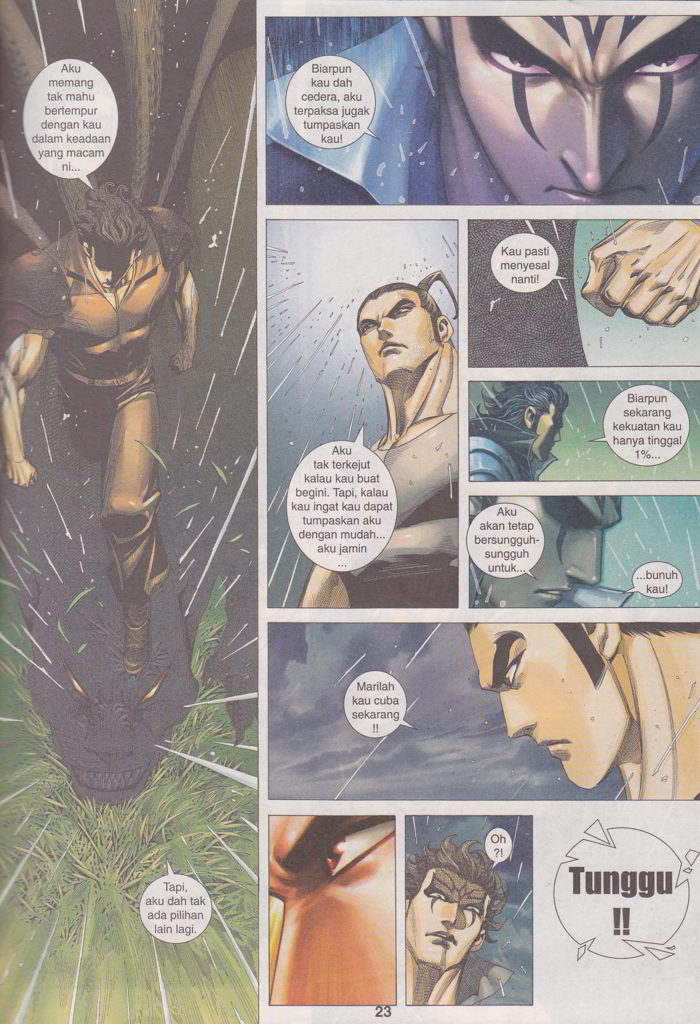 Aku
memang
tak mahu
bertempur
dengan kau
dalam keadaan
yang macam
ni...
Tapi,
aku dah tak
ada pilihan
lain lagi.
Biarpun
kau dah
cedera, aku
terpaksa jugak
tumpaskan
kau!
Aku
tak terkejut
kalau kau buat
begini. Tapi, kalau
kau ingat kau dapat
tumpaskan aku
dengan mudah...
aku jamin
...
Kau pasti
menyesal
nanti!
Biarpun
sekarang
kekuatan kau
hanya tinggal
1%...
Aku
akan tetap
bersungguh-
sungguh
untuk...
...bunuh
kau!
Marilah
kau cuba
sekarang
!!
Oh
?!
Tunggu
!!
23